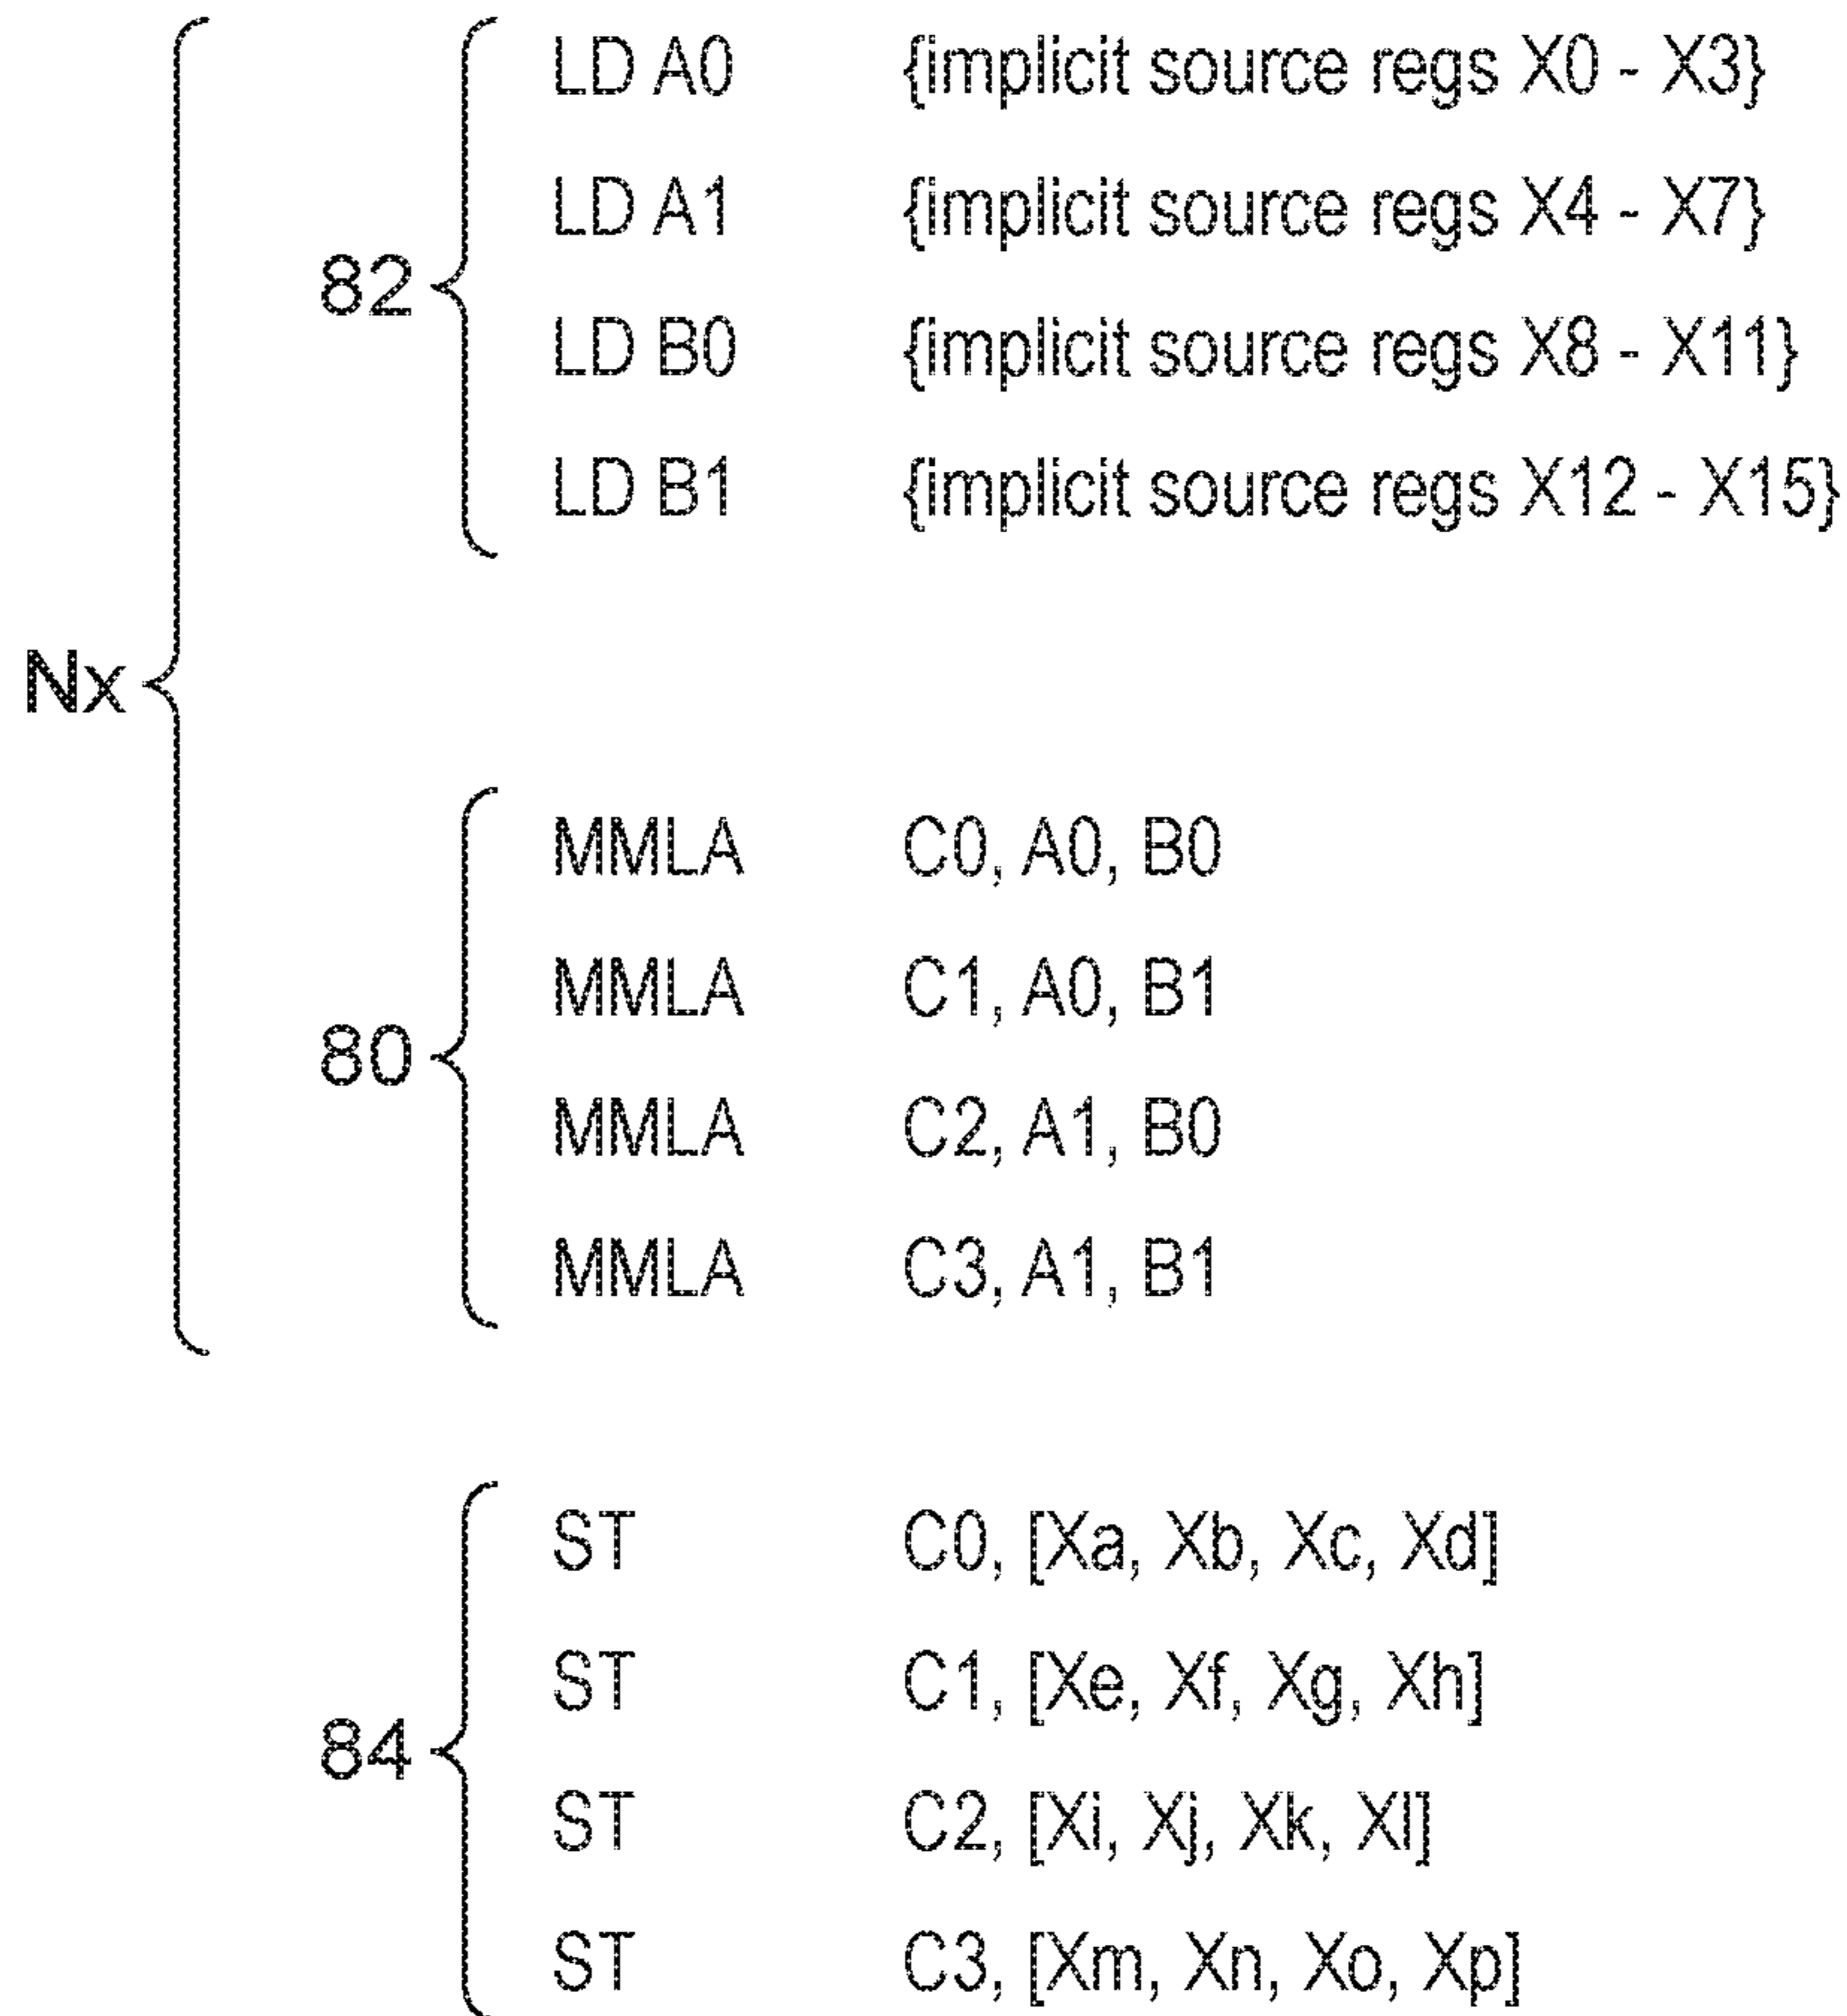 LD A0 {implicit source regs X0 - X3}
LD A1 {implicit source regs X4 - X7}
82
LD B0 {implicit source regs X8 - X11}
LD B1 {implicit source regs X12 - X15}
Nx
MMLA C0, A0, B0
MMLA C1, A0, B1
80
MMLA C2, A1, B0
MMLA C3, A1, B1
ST C0, [Xa, Xb, Xc, Xd]
ST C1, [Xe, Xf, Xg, Xh]
84
ST C2, [Xi, Xj, Xk, Xl]
ST C3, [Xm, Xn, Xo, Xp]